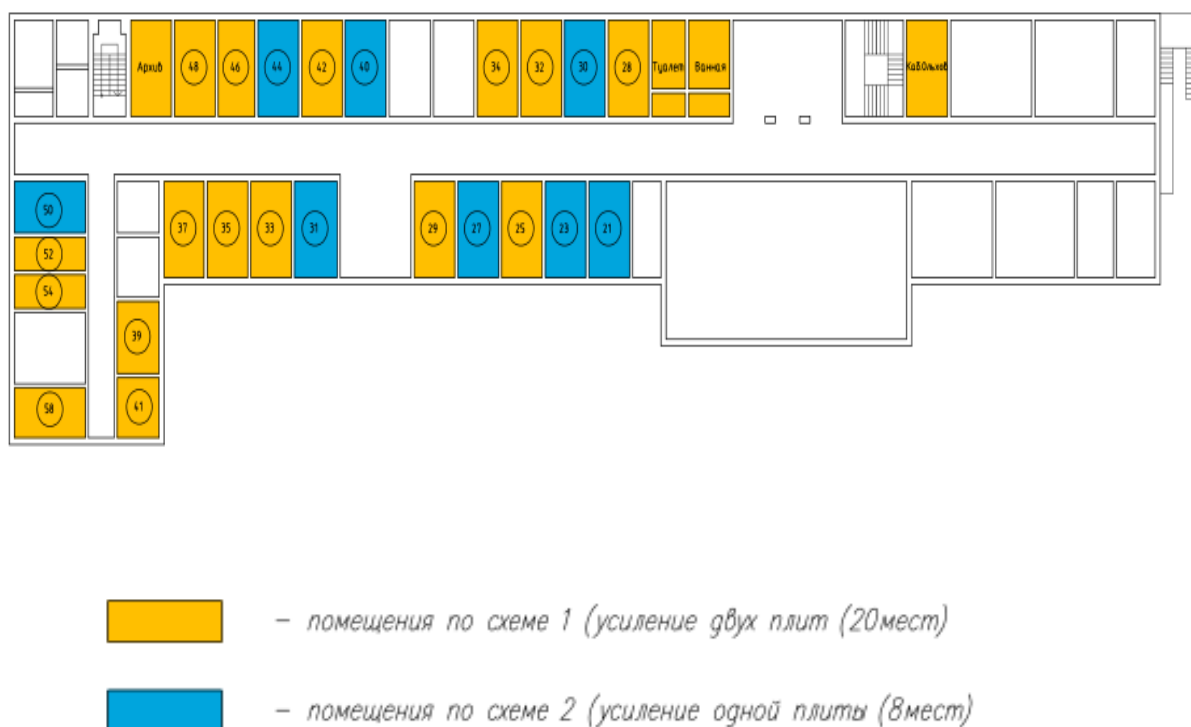 Архив 48 46 44 42 40 34 32 30 28 Туалет Ванная Каб.Ольхов
50 37 35 33 31 29 27 25 23 21
52
54
39
58 41
– помещения по схеме 1 (усиление двух плит (20мест)
– помещения по схеме 2 (усиление одной плиты (8мест)